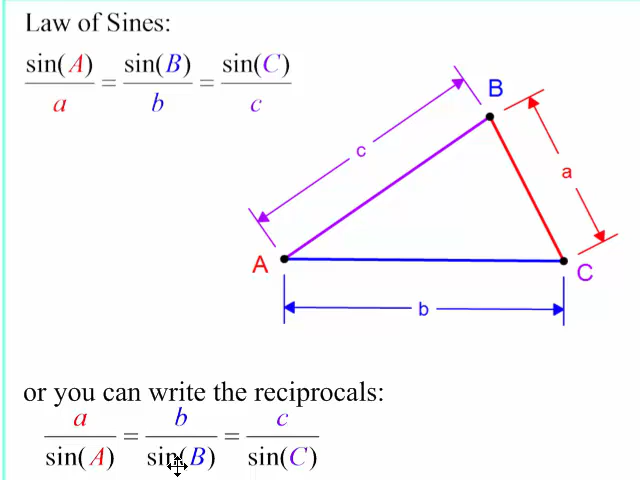 Law of Sines:
sin(A)/a = sin(B)/b = sin(C)/c
B
c
a
A
C
b
or you can write the reciprocals:
a/sin(A) = b/sin(B) = c/sin(C)